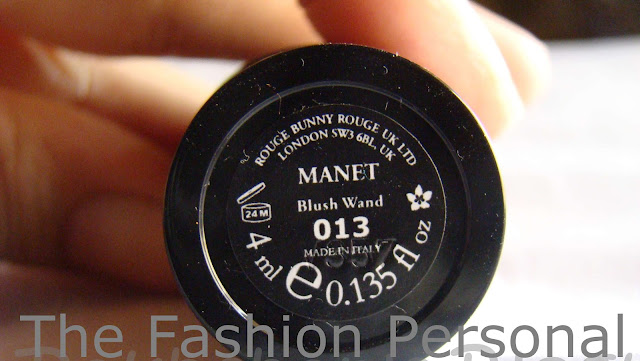 ROUGE BUNNY ROUGE UK LTD
LONDON SW3 6BL, UK
MANET
Blush Wand
24 M
013
MADE IN ITALY
4 ml e 0.135 fl oz
The Fashion Personal